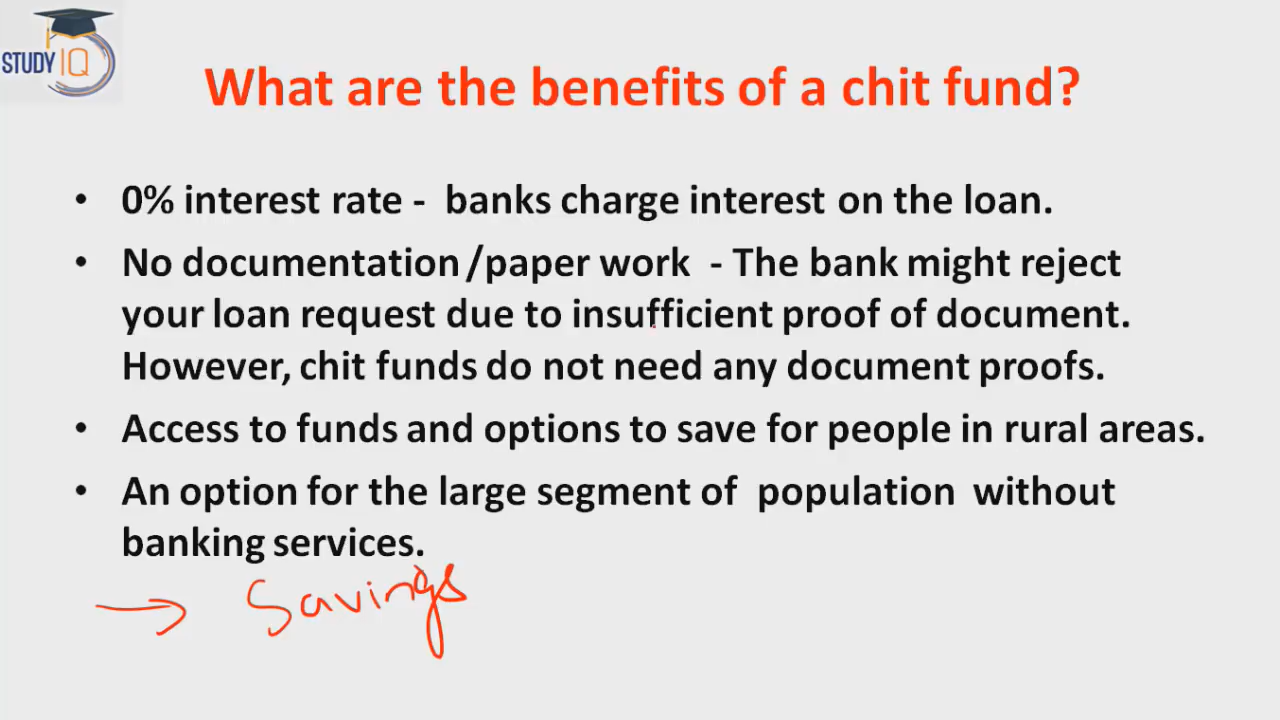 STUDY IQ
What are the benefits of a chit fund?
• 0% interest rate - banks charge interest on the loan.
• No documentation /paper work - The bank might reject
your loan request due to insufficient proof of document.
However, chit funds do not need any document proofs.
• Access to funds and options to save for people in rural areas.
• An option for the large segment of population without
banking services.
→ Savings